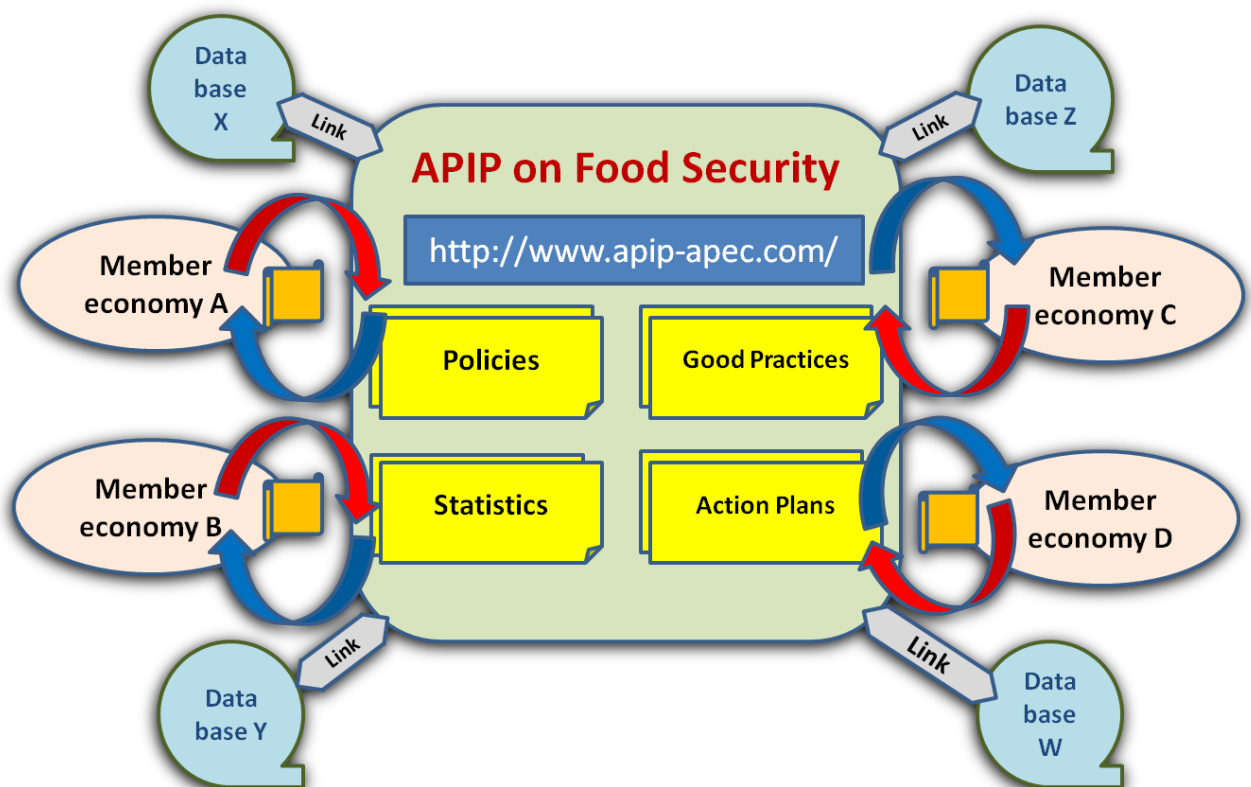 Data
base
X
Link
Data
base Z
Link
APIP on Food Security
http://www.apip-apec.com/
Member
economy A
Member
economy C
Policies
Good Practices
Member
economy B
Statistics
Action Plans
Member
economy D
Link
Data
base Y
Link
Data
base
W